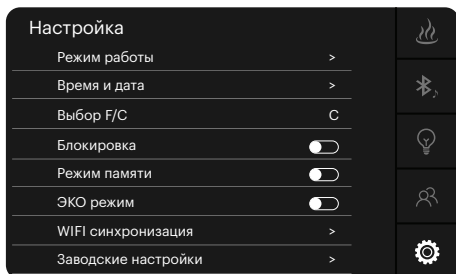 Настройка
Режим работы >
Время и дата >
Выбор F/C C
Блокировка
Режим памяти
ЭКО режим
WIFI синхронизация >
Заводские настройки >